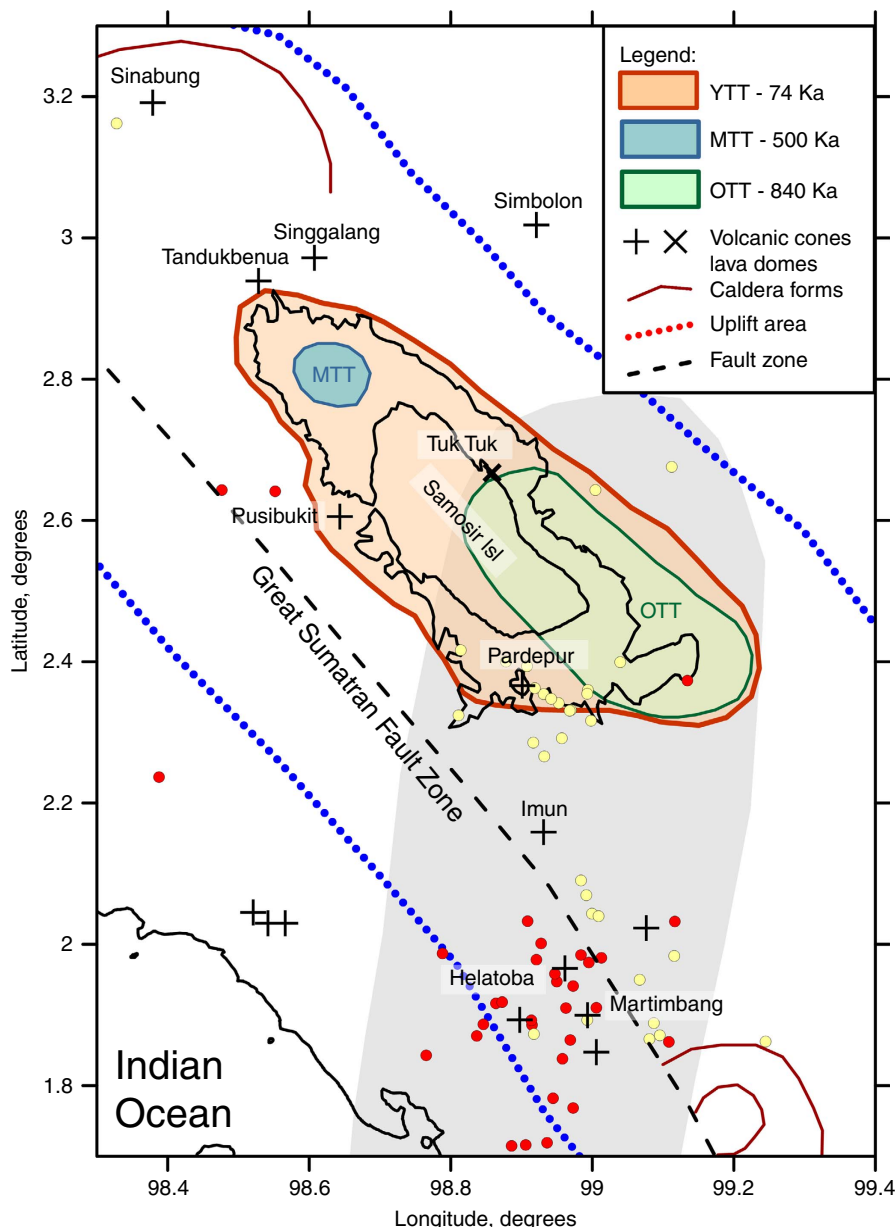 Legend:
YTT - 74 Ka
MTT - 500 Ka
OTT - 840 Ka
Volcanic cones
lava domes
Caldera forms
Uplift area
Fault zone
Sinabung
Simbolon
Singgalang
Tandukbenua
MTT
Tuk Tuk
Samosir Isl
Pusibukit
OTT
Pardepur
Great Sumatran Fault Zone
Imun
Helatoba
Martimbang
Indian
Ocean
Latitude, degrees
3.2
3
2.8
2.6
2.4
2.2
2
1.8
98.4
98.6
98.8
99
99.2
99.4
Longitude, degrees